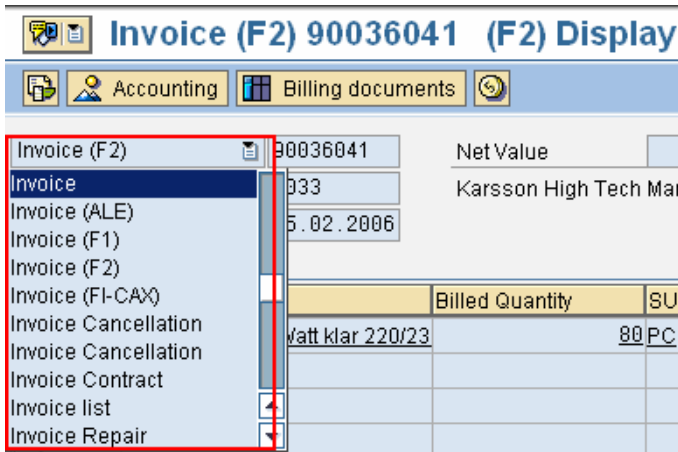 Invoice (F2) 90036041 (F2) Display
Accounting Billing documents
Invoice (F2) 90036041 Net Value
Invoice 033 Karsson High Tech Mar
Invoice (ALE) 5.02.2006
Invoice (F1)
Invoice (F2)
Invoice (FI-CAX) Billed Quantity SU
Invoice Cancellation Watt klar 220/23 80 PC
Invoice Cancellation
Invoice Contract
Invoice list
Invoice Repair